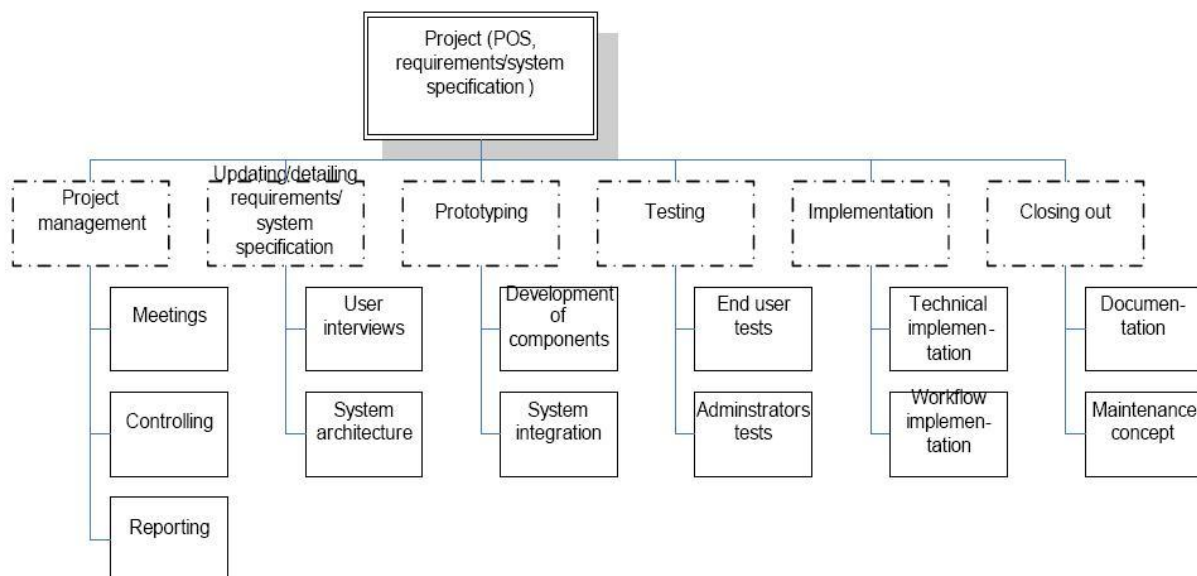 Project (POS,
requirements/system
specification )
Project
management
Updating/detailing
requirements/
system
specification
Prototyping
Testing
Implementation
Closing out
Meetings
User
interviews
Development
of
components
End user
tests
Technical
implemen-
tation
Documen-
tation
Controlling
System
architecture
System
integration
Adminstrators
tests
Workflow
implemen-
tation
Maintenance
concept
Reporting